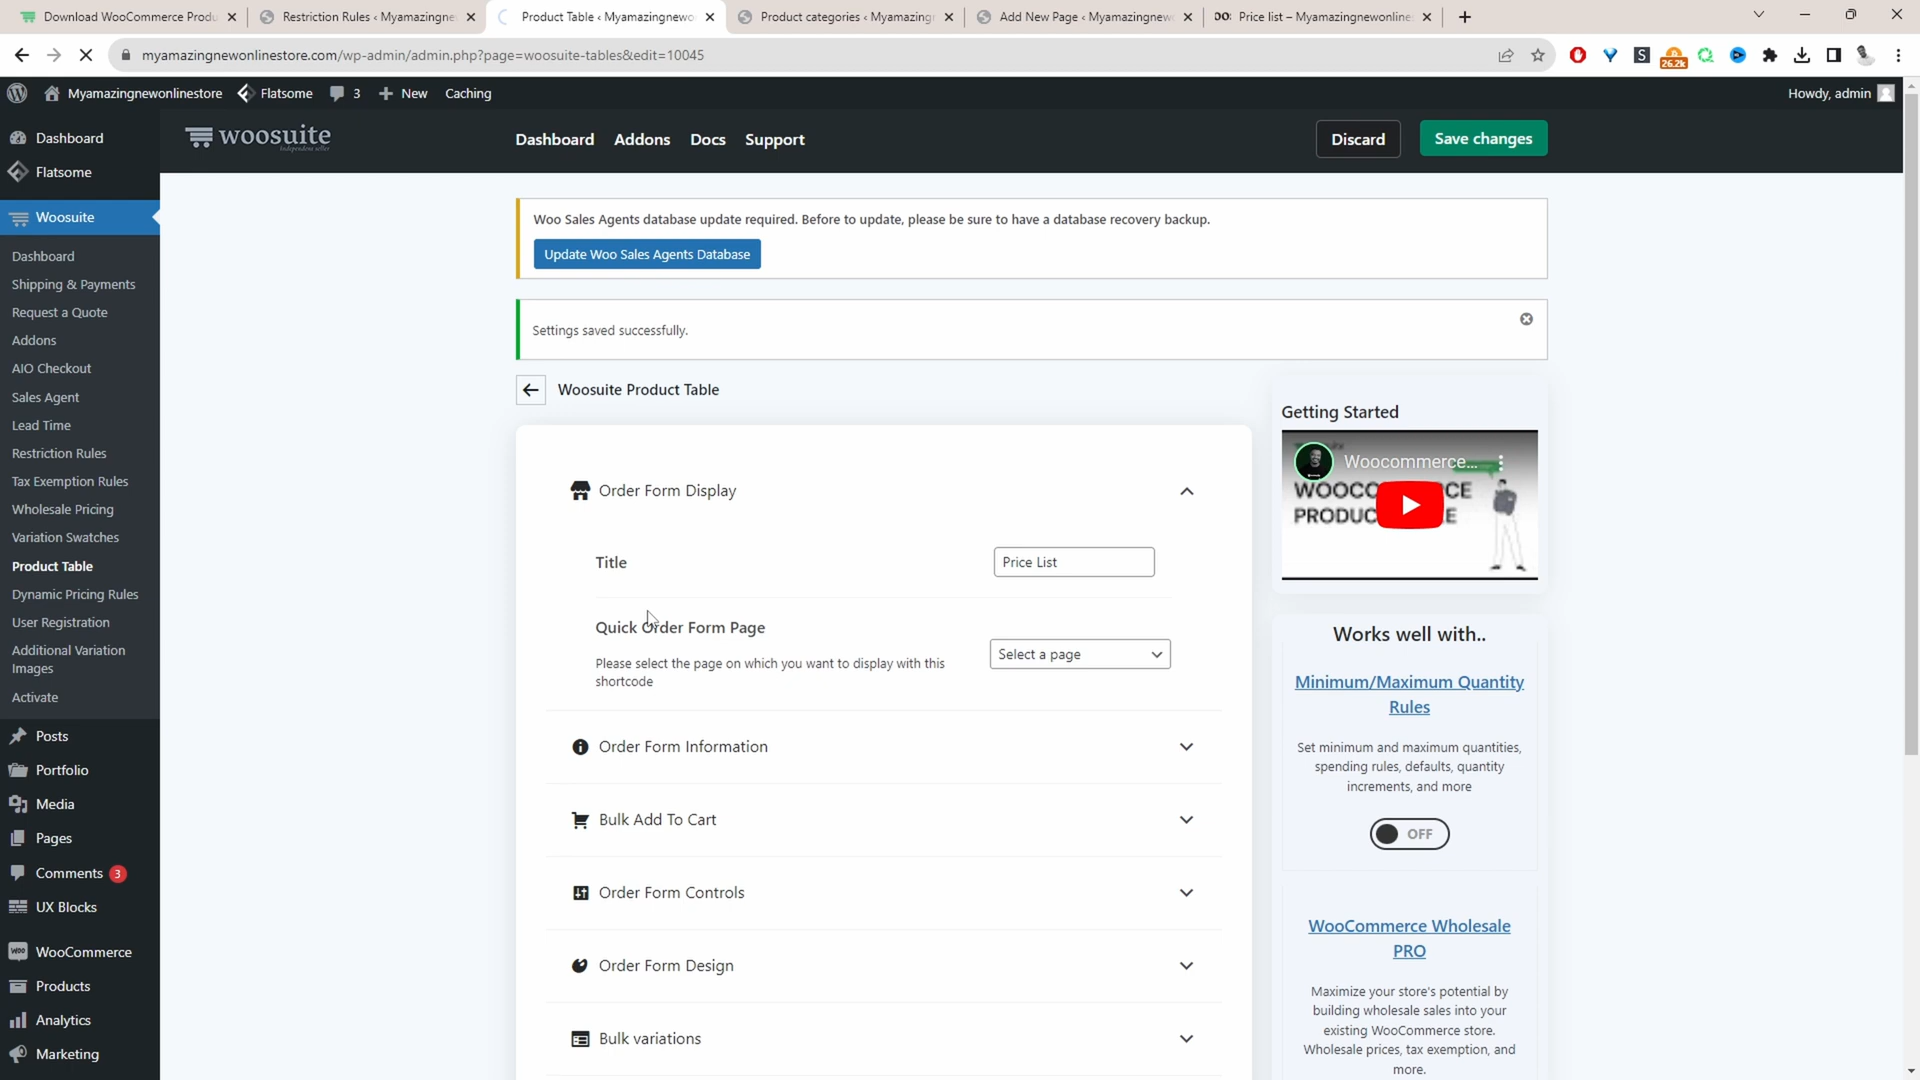 Download WooCommerce Produ
Restriction Rules ‹ Myamazingne
Product Table ‹ Myamazingnewo
Product categories ‹ Myamazing
Add New Page ‹ Myamazingnew
Price list – Myamazingnewonline
myamazingnewonlinestore.com/wp-admin/admin.php?page=woosuite-tables&edit=10045
26.2k
Myamazingnewonlinestore
Flatsome
3
New
Caching
Howdy, admin
Dashboard
Flatsome
Woosuite
Dashboard
Shipping & Payments
Request a Quote
Addons
AIO Checkout
Sales Agent
Lead Time
Restriction Rules
Tax Exemption Rules
Wholesale Pricing
Variation Swatches
Product Table
Dynamic Pricing Rules
User Registration
Additional Variation
Images
Activate
Posts
Portfolio
Media
Pages
Comments 3
UX Blocks
WooCommerce
Products
Analytics
Marketing
woosuite
independent seller
Dashboard
Addons
Docs
Support
Discard
Save changes
Woo Sales Agents database update required. Before to update, please be sure to have a database recovery backup.
Update Woo Sales Agents Database
Settings saved successfully.
Woosuite Product Table
Order Form Display
Title
Price List
Quick Order Form Page
Please select the page on which you want to display with this
shortcode
Select a page
Order Form Information
Bulk Add To Cart
Order Form Controls
Order Form Design
Bulk variations
Getting Started
Woocommerce...
Works well with..
Minimum/Maximum Quantity
Rules
Set minimum and maximum quantities,
spending rules, defaults, quantity
increments, and more
OFF
WooCommerce Wholesale
PRO
Maximize your store's potential by
building wholesale sales into your
existing WooCommerce store.
Wholesale prices, tax exemption, and
more.